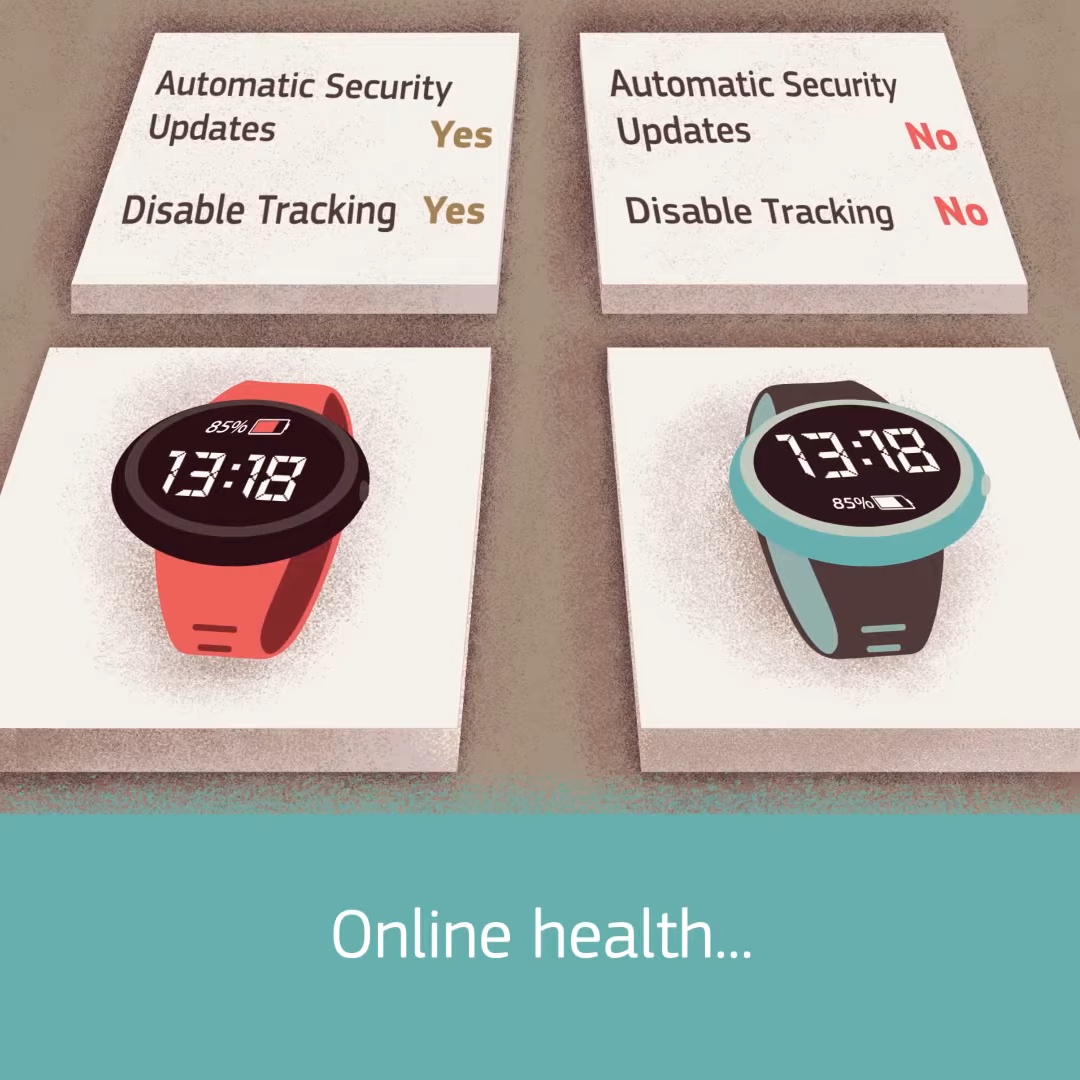 Automatic Security
Updates Yes
Disable Tracking Yes
Automatic Security
Updates No
Disable Tracking No
85%
13:18
13:18
85%
Online health...